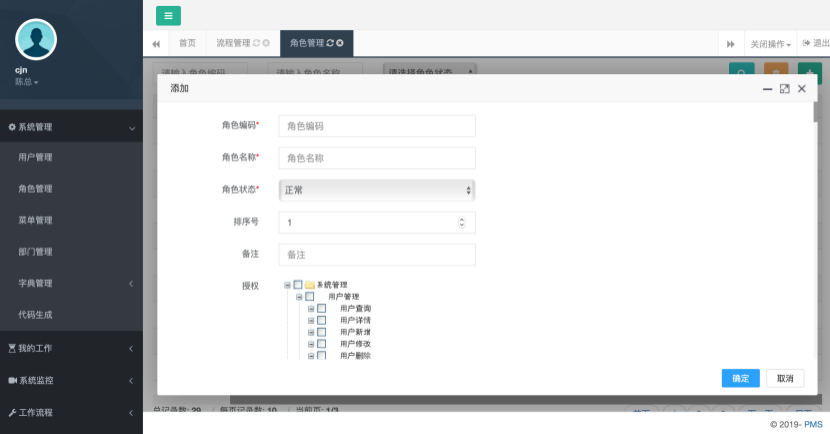 cjn
陈总
系统管理
用户管理
角色管理
菜单管理
部门管理
字典管理
代码生成
我的工作
系统监控
工作流程
首页
流程管理
角色管理
关闭操作
退出
请输入角色编码
请输入角色名称
请选择角色状态
添加
角色编码*
角色编码
角色名称*
角色名称
角色状态*
正常
排序号
1
备注
备注
授权
系统管理
用户管理
用户查询
用户详情
用户新增
用户修改
用户删除
确定
取消
总记录数: 29 / 每页记录数: 10 / 当前页: 1/3
© 2019- PMS